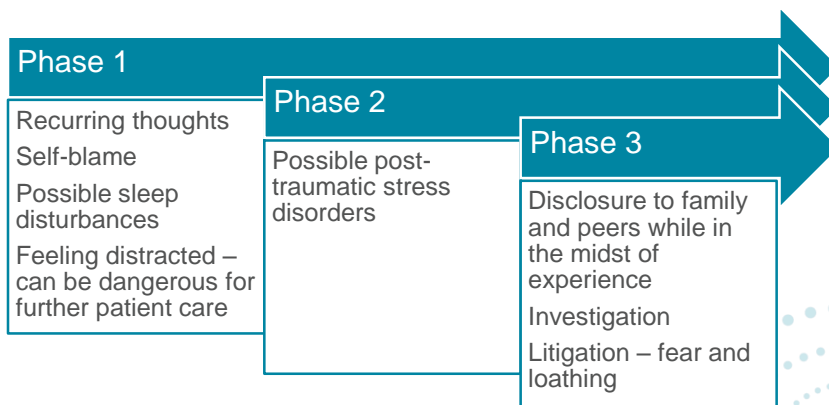 Phase 1
Recurring thoughts
Self-blame
Possible sleep
disturbances
Feeling distracted –
can be dangerous for
further patient care
Phase 2
Possible post-
traumatic stress
disorders
Phase 3
Disclosure to family
and peers while in
the midst of
experience
Investigation
Litigation – fear and
loathing